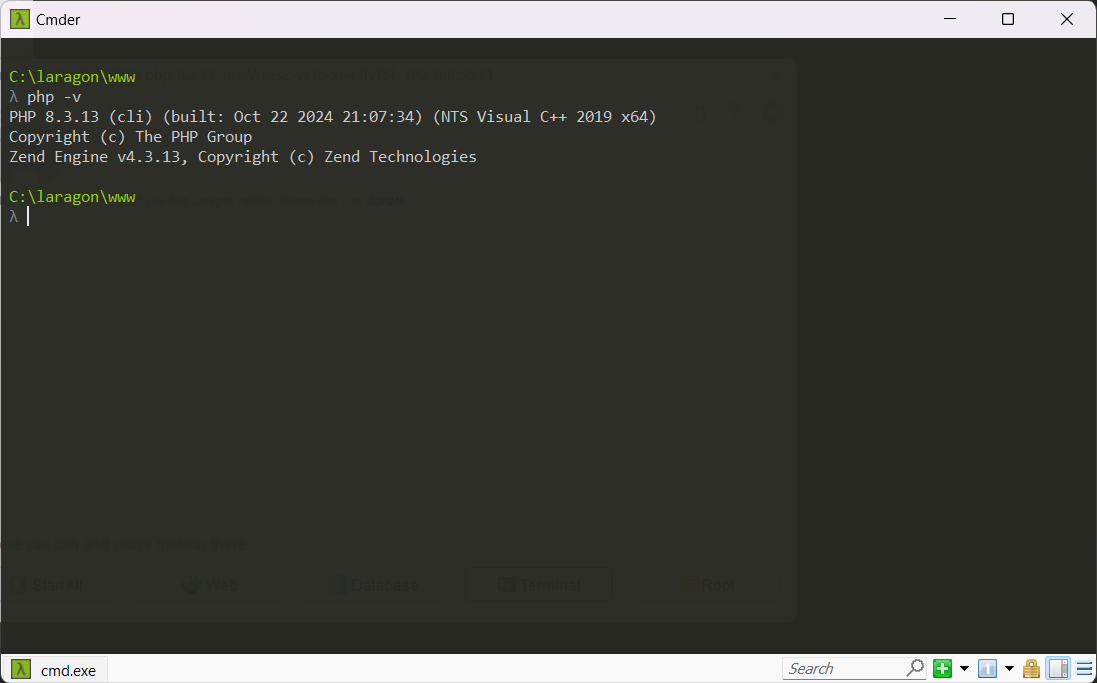 Cmder
C:\laragon\www
λ php -v
PHP 8.3.13 (cli) (built: Oct 22 2024 21:07:34) (NTS Visual C++ 2019 x64)
Copyright (c) The PHP Group
Zend Engine v4.3.13, Copyright (c) Zend Technologies
C:\laragon\www
λ
Start All Web Database Terminal Root
cmd.exe Search